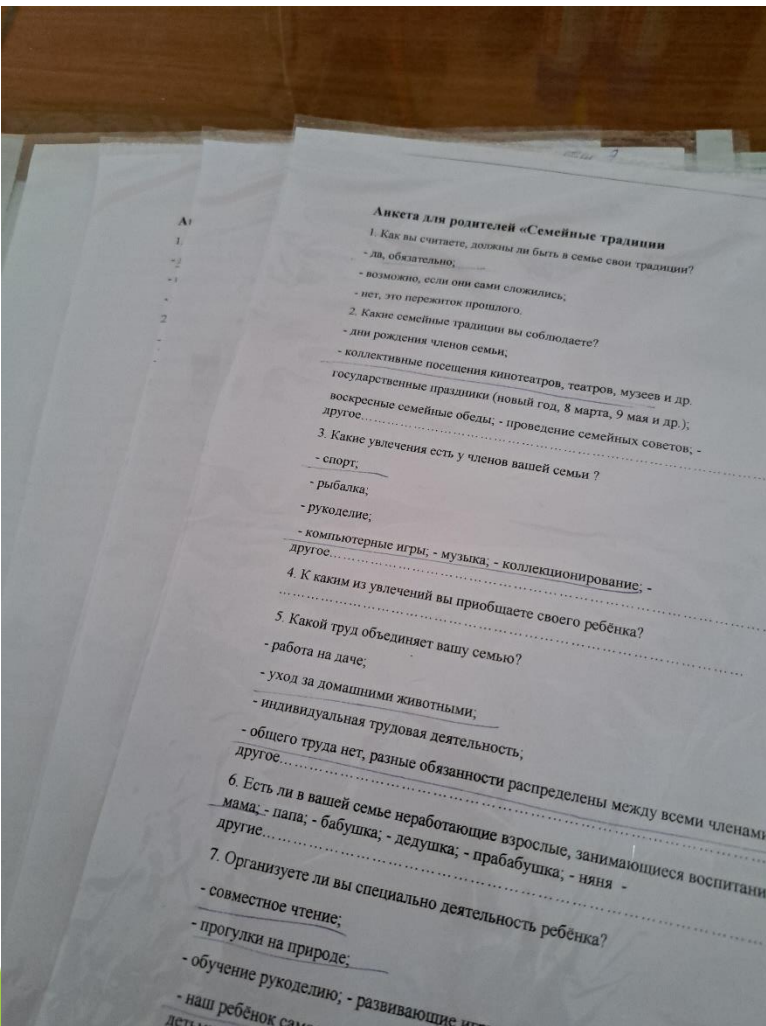 Анкета для родителей «Семейные традиции
1. Как вы считаете, должны ли быть в семье свои традиции?
- да, обязательно;
- возможно, если они сами сложились;
- нет, это пережиток прошлого.
2. Какие семейные традиции вы соблюдаете?
- дни рождения членов семьи;
- коллективные посещения кинотеатров, театров, музеев и др.
государственные праздники (новый год, 8 марта, 9 мая и др.);
воскресные семейные обеды; - проведение семейных советов; -
другое……………………………………………………
3. Какие увлечения есть у членов вашей семьи ?
- спорт;
- рыбалка;
- рукоделие;
- компьютерные игры; - музыка; - коллекционирование; -
другое……………………………………………………
4. К каким из увлечений вы приобщаете своего ребёнка?
……………………………………………………
5. Какой труд объединяет вашу семью?
- работа на даче;
- уход за домашними животными;
- индивидуальная трудовая деятельность;
- общего труда нет, разные обязанности распределены между всеми членами
другое……………………………………………………
6. Есть ли в вашей семье неработающие взрослые, занимающиеся воспитани
мама; - папа; - бабушка; - дедушка; - прабабушка; - няня -
другие……………………………………………………
7. Организуете ли вы специально деятельность ребёнка?
- совместное чтение;
- прогулки на природе;
- обучение рукоделию; - развивающие
- наш ребёнок